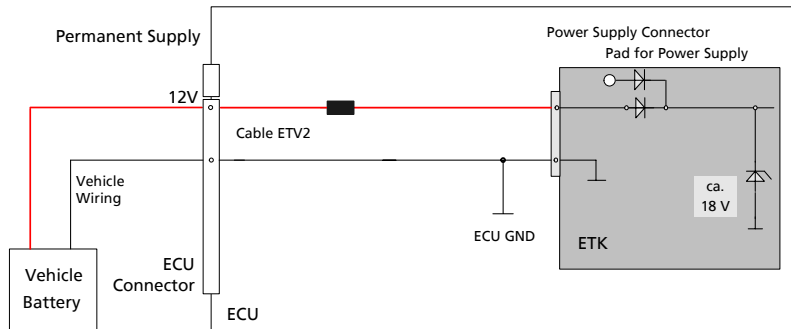 Permanent Supply
Power Supply Connector
Pad for Power Supply
12V
Cable ETV2
Vehicle
Wiring
ca.
18 V
ECU GND
ETK
ECU
Connector
Vehicle
Battery
ECU